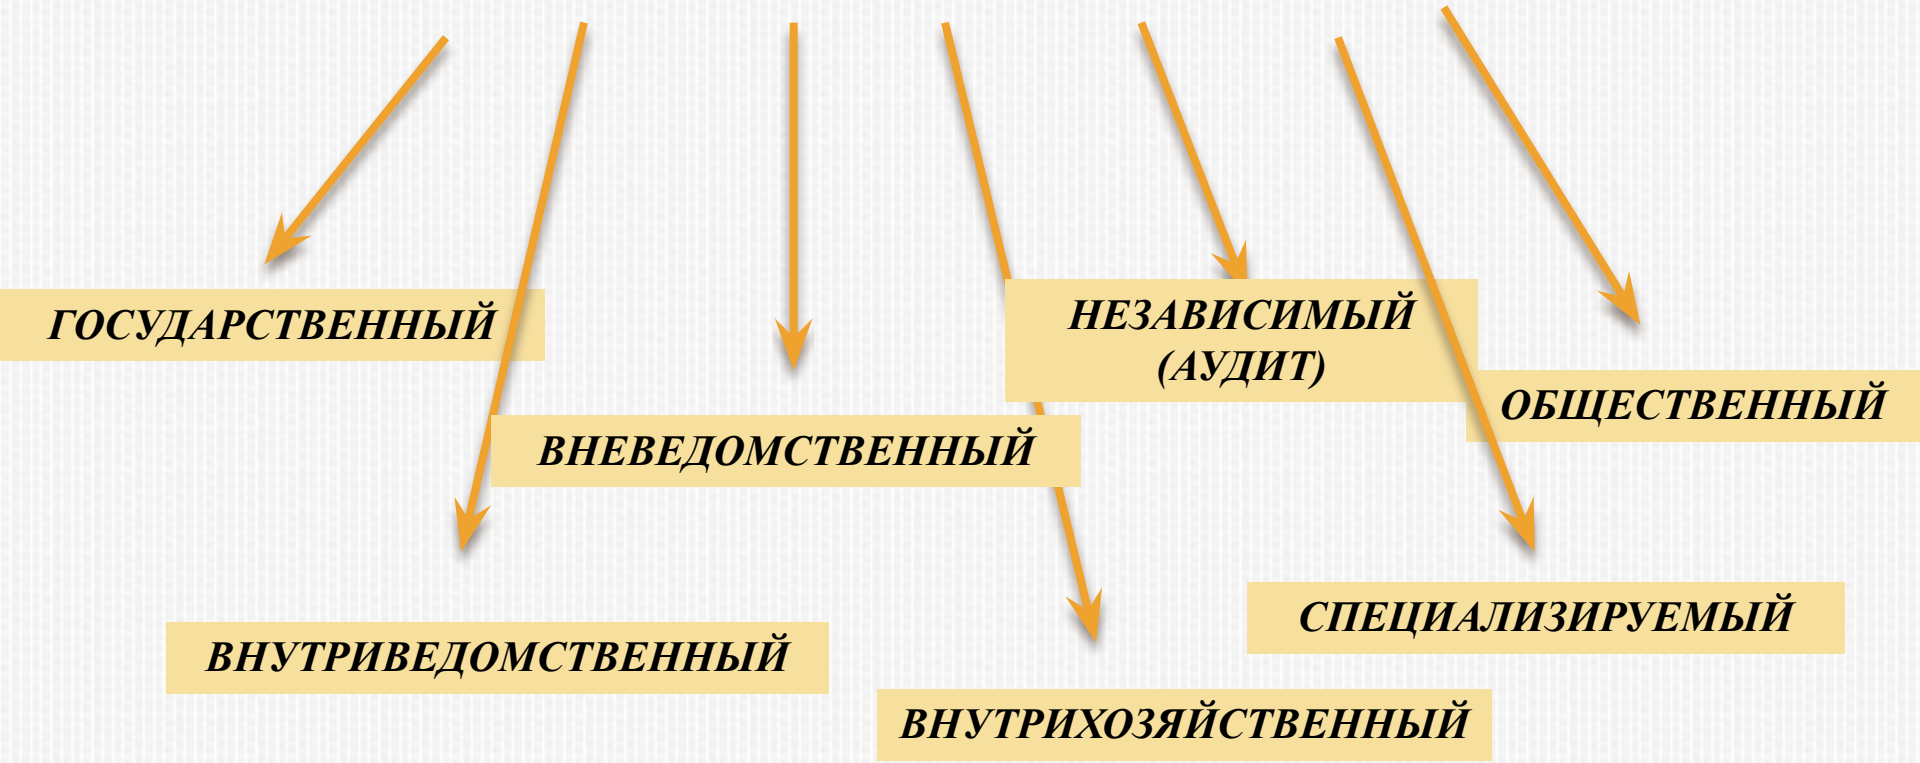 ГОСУДАРСТВЕННЫЙ
НЕЗАВИСИМЫЙ
(АУДИТ)
ОБЩЕСТВЕННЫЙ
ВНЕВЕДОМСТВЕННЫЙ
СПЕЦИАЛИЗИРУЕМЫЙ
ВНУТРИВЕДОМСТВЕННЫЙ
ВНУТРИХОЗЯЙСТВЕННЫЙ